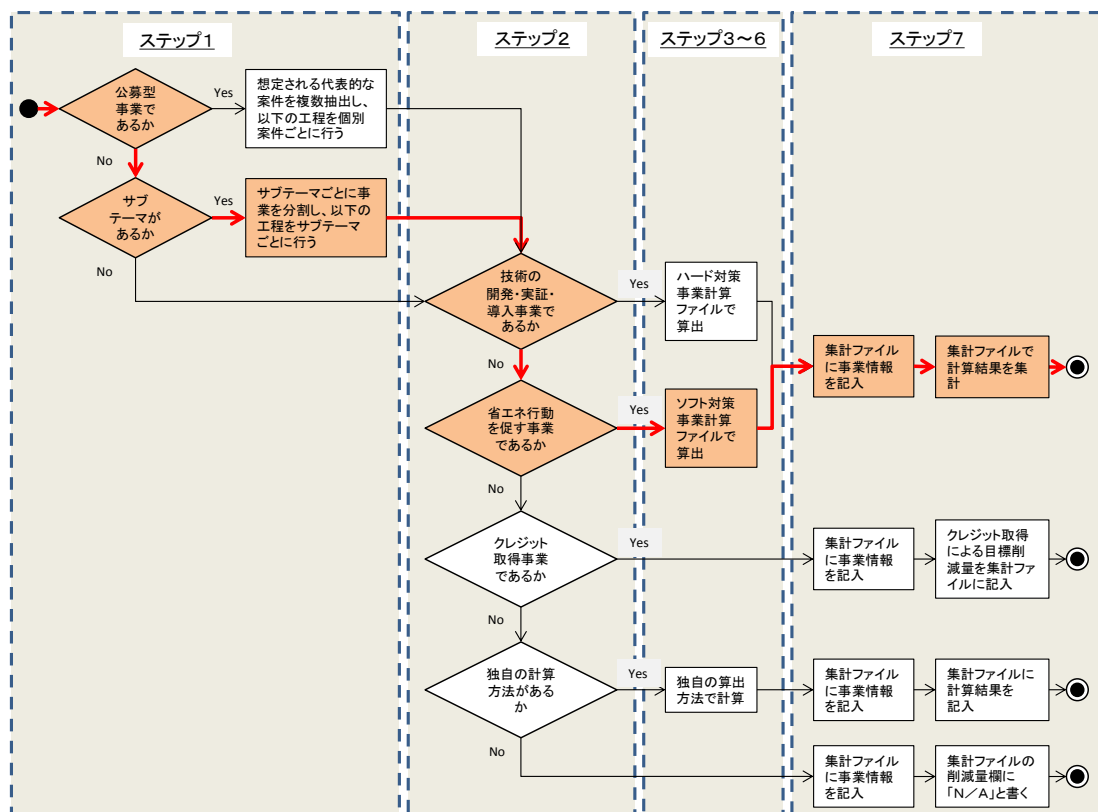 ステップ1
ステップ2
ステップ3～6
ステップ7
公募型
事業で
あるか
Yes
想定される代表的な
案件を複数抽出し、
以下の工程を個別
案件ごとに行う
No
サブ
テーマが
あるか
Yes
サブテーマごとに事
業を分割し、以下の
工程をサブテーマ
ごとに行う
No
技術の
開発・実証・
導入事業で
あるか
Yes
ハード対策
事業計算
ファイルで
算出
No
省エネ行動
を促す事業
であるか
Yes
ソフト対策
事業計算
ファイルで
算出
集計ファイル
に事業情報
を記入
集計ファイルで
計算結果を集
計
No
クレジット
取得事業
であるか
Yes
集計ファイル
に事業情報
を記入
クレジット取得
による目標削
減量を集計ファ
イルに記入
No
独自の計算
方法がある
か
Yes
独自の算出
方法で計算
集計ファイル
に事業情報
を記入
集計ファイルに
計算結果を
記入
No
集計ファイル
に事業情報
を記入
集計ファイルの
削減量欄に
「N／A」と書く